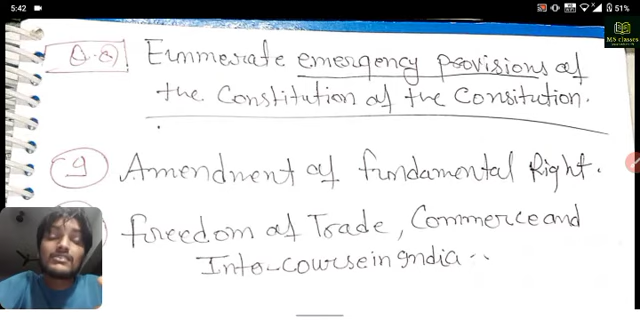 5:42
51%
MS classes
Q.8) Enumerate emergency provisions of
the Constitution of the Consitution.
9 Amendment of fundamental Right.
freedom of Trade, Commerce and
Inter-Course in India..